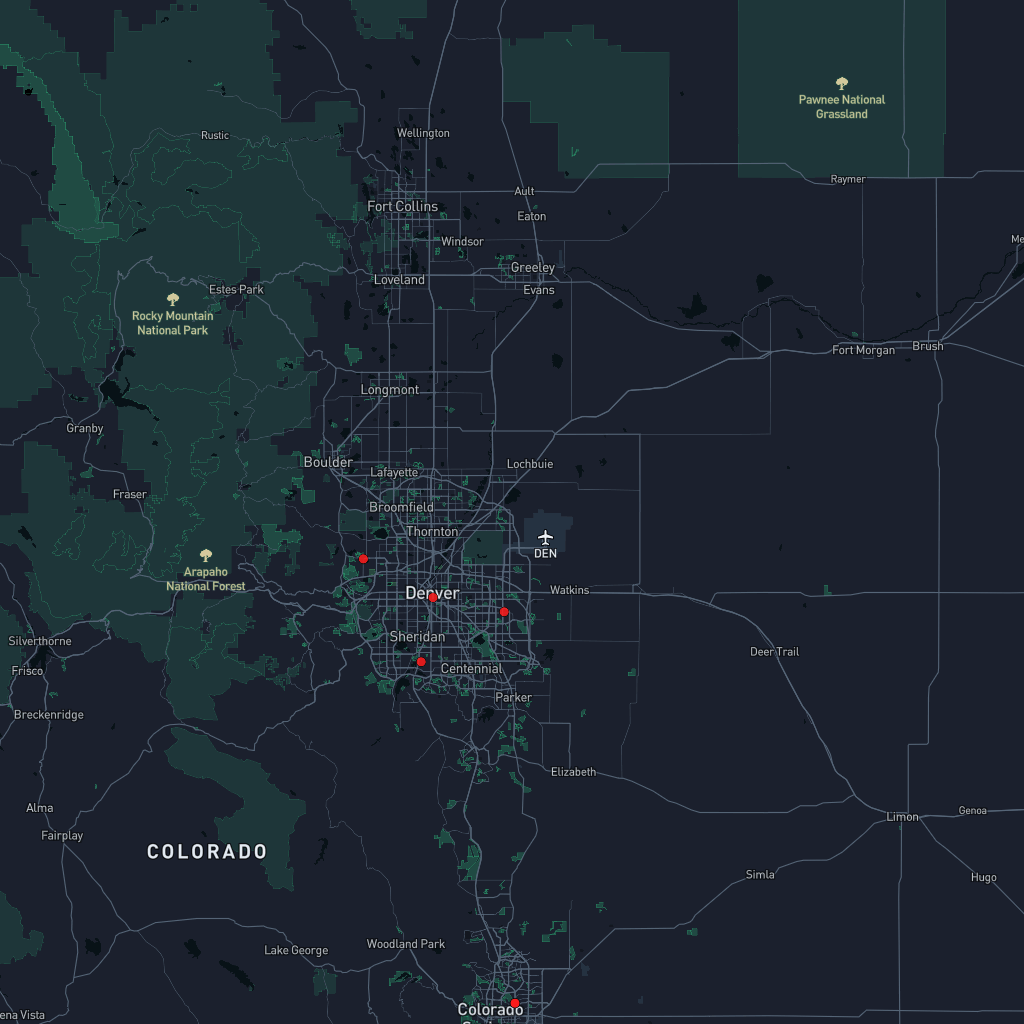 Pawnee National
Grassland
Wellington
Rustic
Raymer
Ault
Fort Collins
Eaton
Windsor
Me
Greeley
Loveland
Estes Park
Evans
Rocky Mountain
National Park
Fort Morgan
Brush
Longmont
Granby
Boulder
Lochbuie
Lafayette
Fraser
Broomfield
Thornton
DEN
Arapaho
National Forest
Denver
Watkins
Sheridan
Silverthorne
Deer Trail
Frisco
Centennial
Parker
Breckenridge
Elizabeth
Alma
Genoa
Limon
Fairplay
COLORADO
Simla
Hugo
Woodland Park
Lake George
Colorado
ena Vista